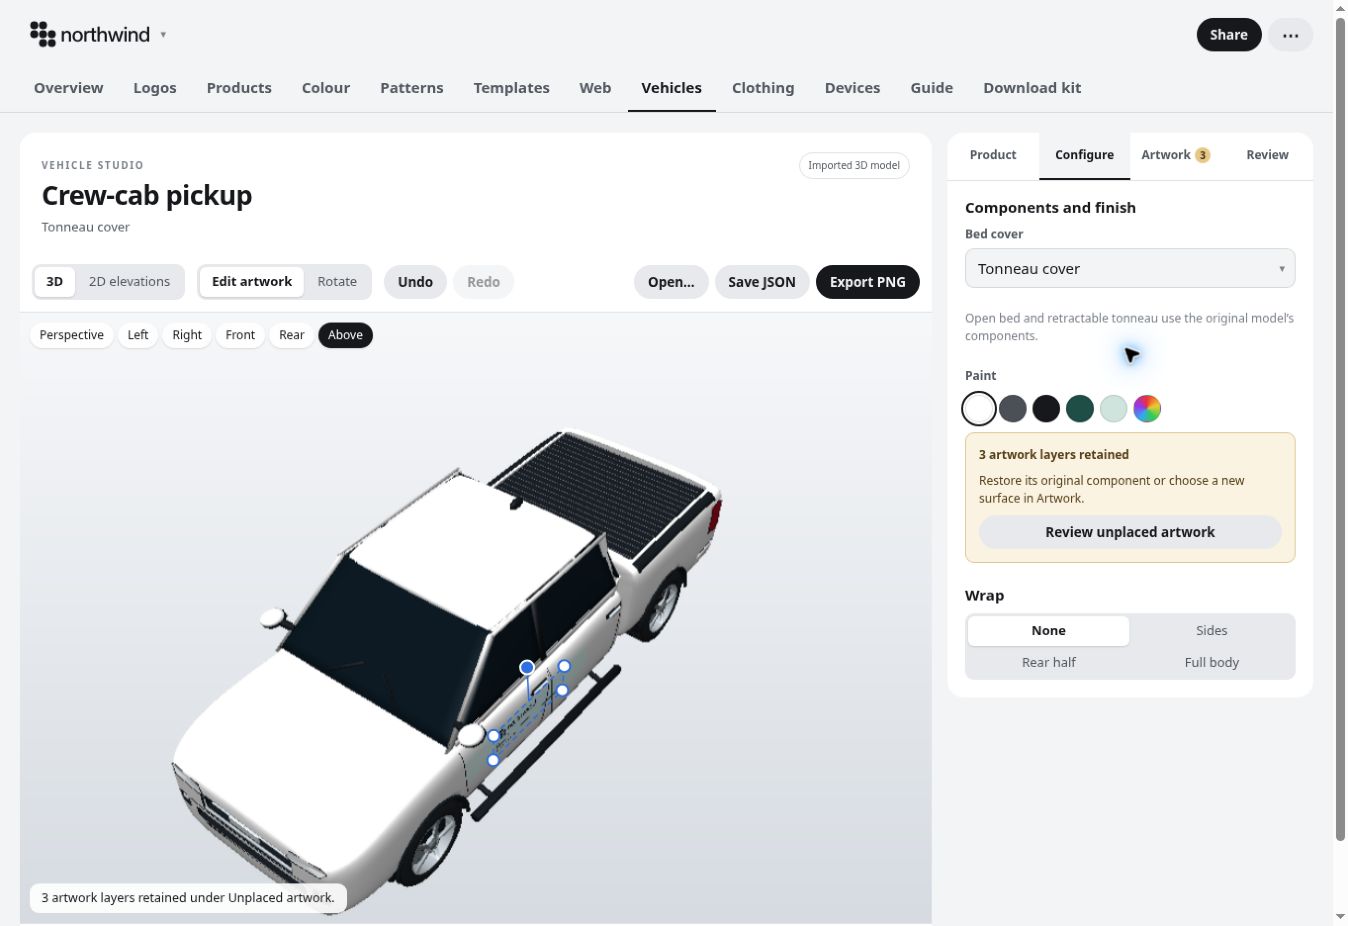 northwind
Share
Overview
Logos
Products
Colour
Patterns
Templates
Web
Vehicles
Clothing
Devices
Guide
Download kit
VEHICLE STUDIO
Imported 3D model
Crew-cab pickup
Tonneau cover
3D
2D elevations
Edit artwork
Rotate
Undo
Redo
Open...
Save JSON
Export PNG
Perspective
Left
Right
Front
Rear
Above
3 artwork layers retained under Unplaced artwork.
Product
Configure
Artwork 3
Review
Components and finish
Bed cover
Tonneau cover
Open bed and retractable tonneau use the original model's
components.
Paint
3 artwork layers retained
Restore its original component or choose a new
surface in Artwork.
Review unplaced artwork
Wrap
None
Sides
Rear half
Full body